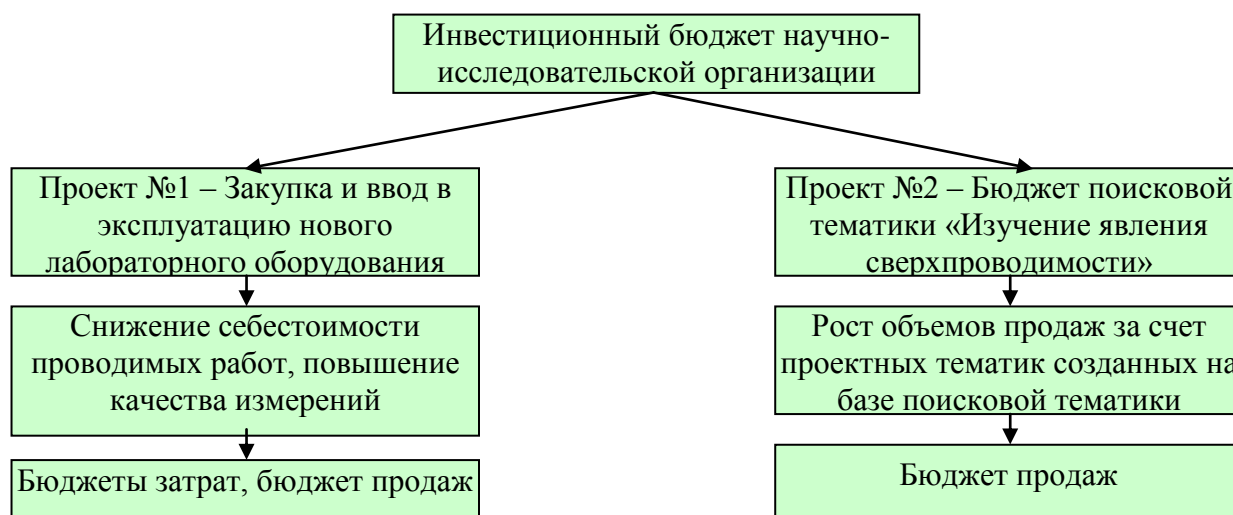 Инвестиционный бюджет научно-
исследовательской организации
Проект №1 – Закупка и ввод в
эксплуатацию нового
лабораторного оборудования
Снижение себестоимости
проводимых работ, повышение
качества измерений
Бюджеты затрат, бюджет продаж
Проект №2 – Бюджет поисковой
тематики «Изучение явления
сверхпроводимости»
Рост объемов продаж за счет
проектных тематик созданных на
базе поисковой тематики
Бюджет продаж